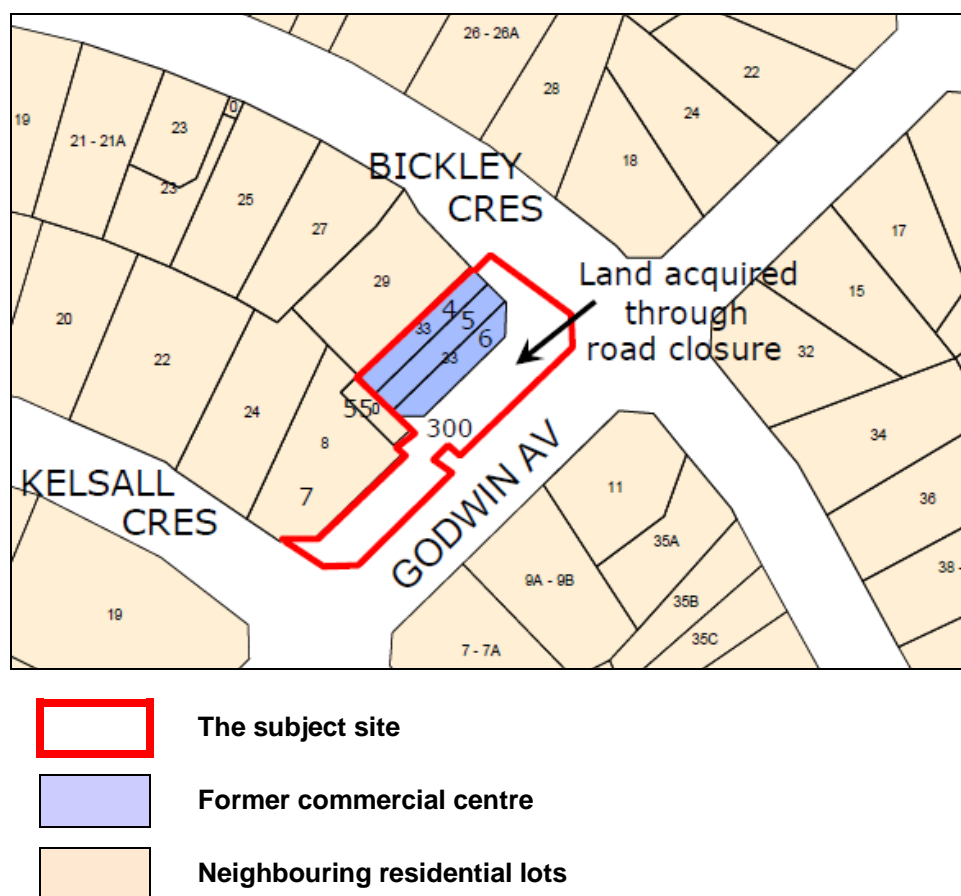 26 - 26A
22
28
24
19
21 - 21A
23
0
18
BICKLEY
CRES
23
25
17
27
15
Land acquired
through
road closure
29
4
5
6
33
33
20
22
32
550
24
8
300
34
KELSALL
CRES
7
GODWIN AV
11
36
35A
9A - 9B
38 -
19
35B
35C
7 - 7A
The subject site
Former commercial centre
Neighbouring residential lots